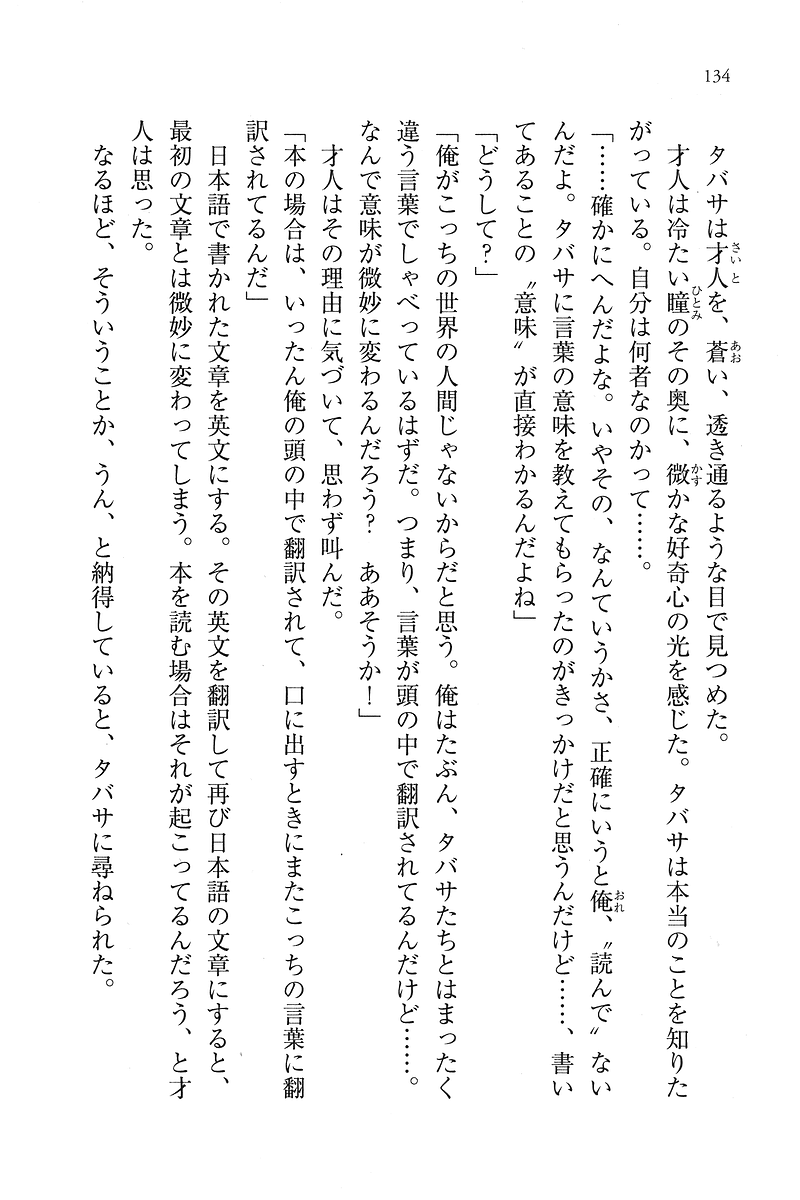 134
タバサは才人を、蒼い、透き通るような目で見つめた。
才人は冷たい瞳のその奥に、微かな好奇心の光を感じた。タバサは本当のことを知りた
がっている。自分は何者なのかって……。
「……確かにへんだよな。いやその、なんていうかさ、正確にいうと俺、〝読んで〟ない
んだよ。タバサに言葉の意味を教えてもらったのがきっかけだと思うんだけど……、書い
てあることの〝意味〟が直接わかるんだよね」
「どうして？」
「俺がこっちの世界の人間じゃないからだと思う。俺はたぶん、タバサたちとはまったく
違う言葉でしゃべっているはずだ。つまり、言葉が頭の中で翻訳されてるんだけど……。
なんで意味が微妙に変わるんだろう？　ああそうか！」
才人はその理由に気づいて、思わず叫んだ。
「本の場合は、いったん俺の頭の中で翻訳されて、口に出すときにまたこっちの言葉に翻
訳されてるんだ」
日本語で書かれた文章を英文にする。その英文を翻訳して再び日本語の文章にすると、
最初の文章とは微妙に変わってしまう。本を読む場合はそれが起こってるんだろう、と才
人は思った。
なるほど、そういうことか、うん、と納得していると、タバサに尋ねられた。